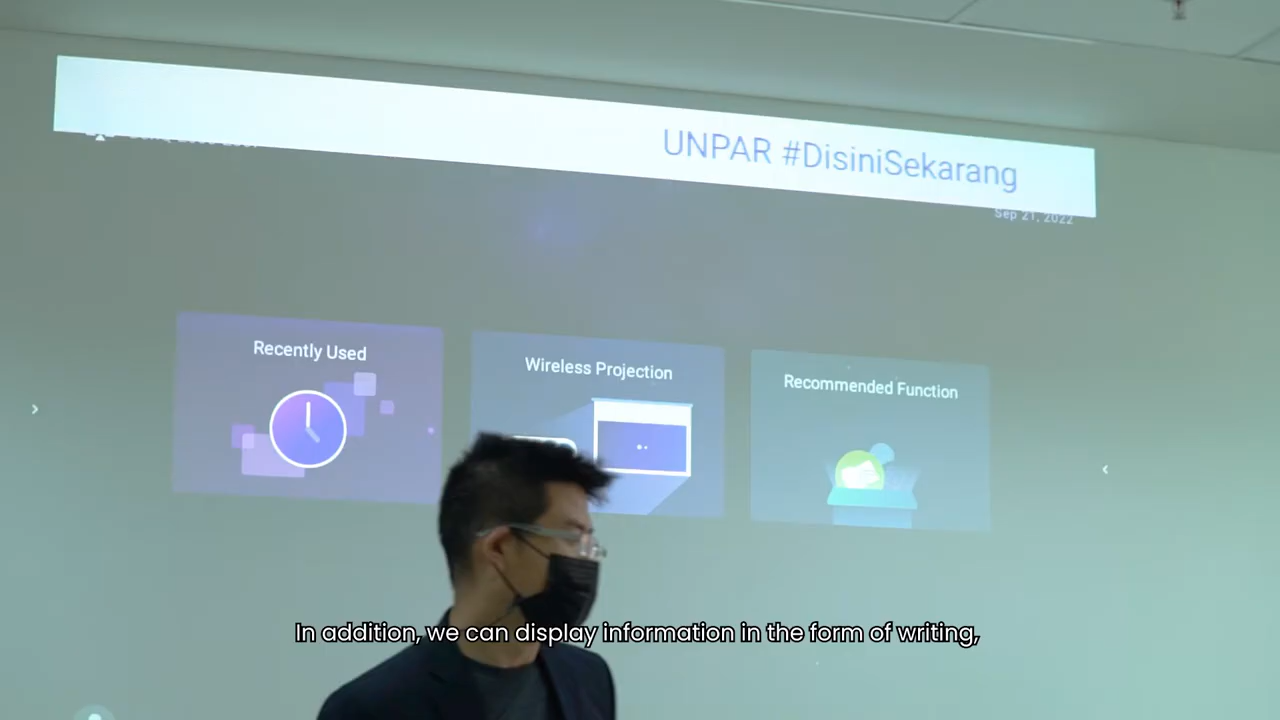 UNPAR #DisiniSekarang
Sep 21, 2022
Recently Used
Wireless Projection
Recommended Function
In addition, we can display information in the form of writing,